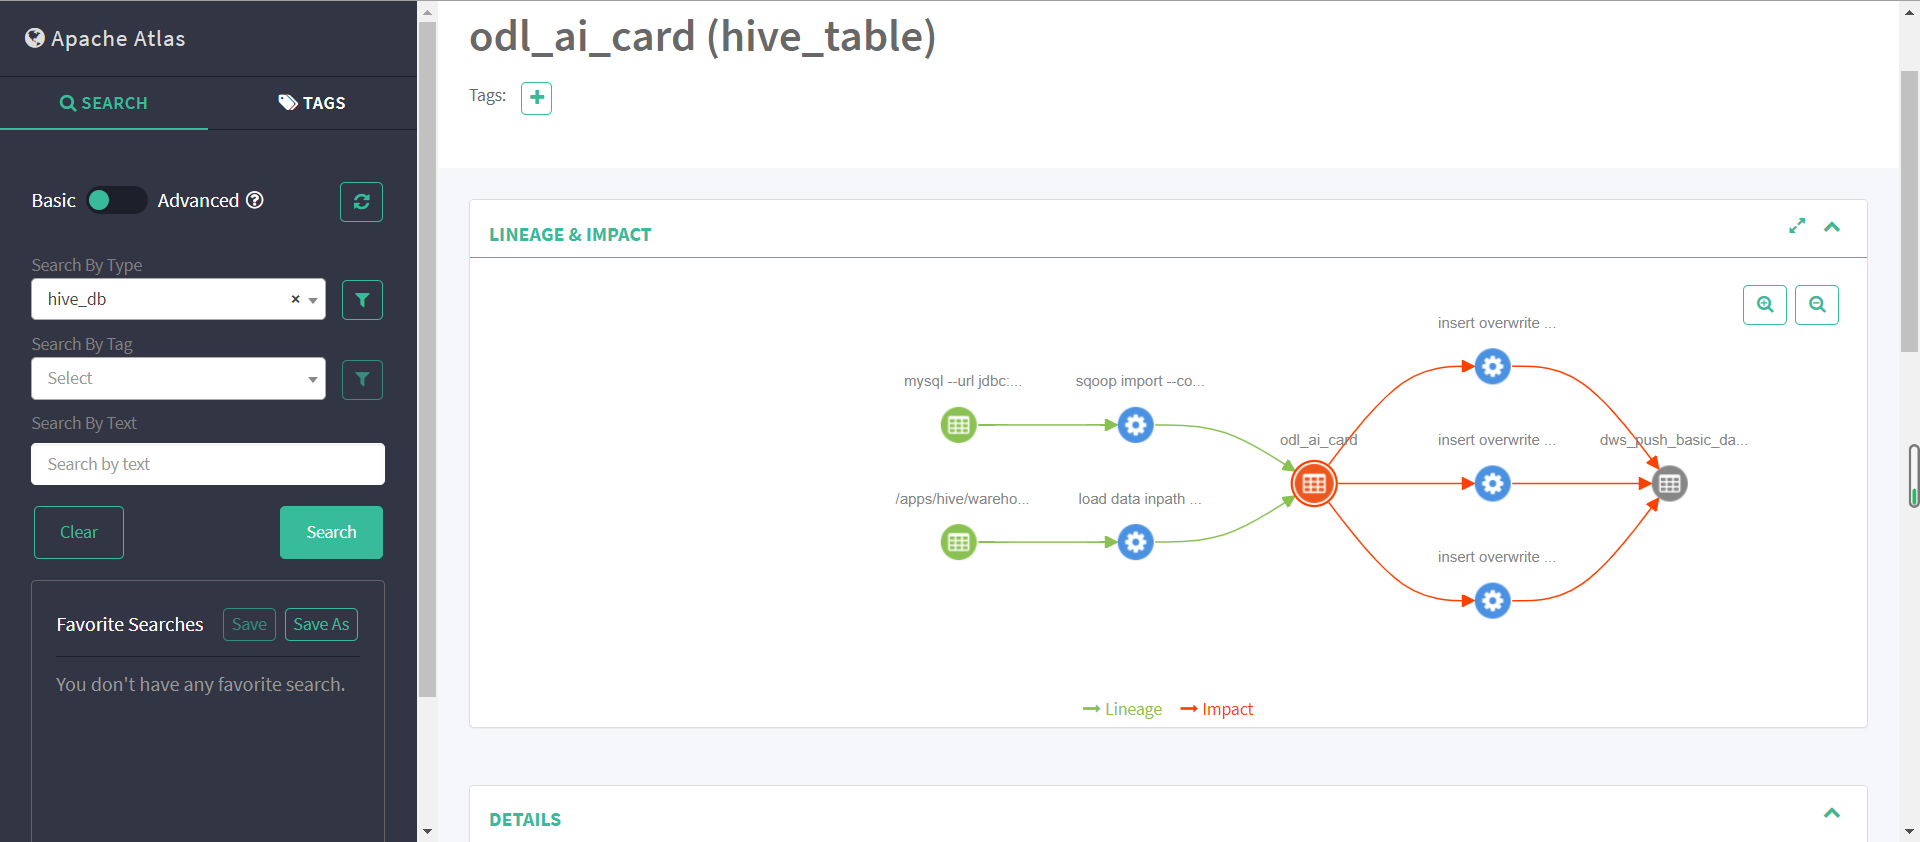 Apache Atlas
SEARCH
TAGS
Basic
Advanced
Search By Type
hive_db
Search By Tag
Select
Search By Text
Search by text
Clear
Search
Favorite Searches
Save
Save As
You don't have any favorite search.
odl_ai_card (hive_table)
Tags:
LINEAGE & IMPACT
insert overwrite ...
mysql --url jdbc:...
sqoop import --co...
odl_ai_card
insert overwrite ...
dws_push_basic_da...
/apps/hive/wareho...
load data inpath ...
insert overwrite ...
Lineage
Impact
DETAILS